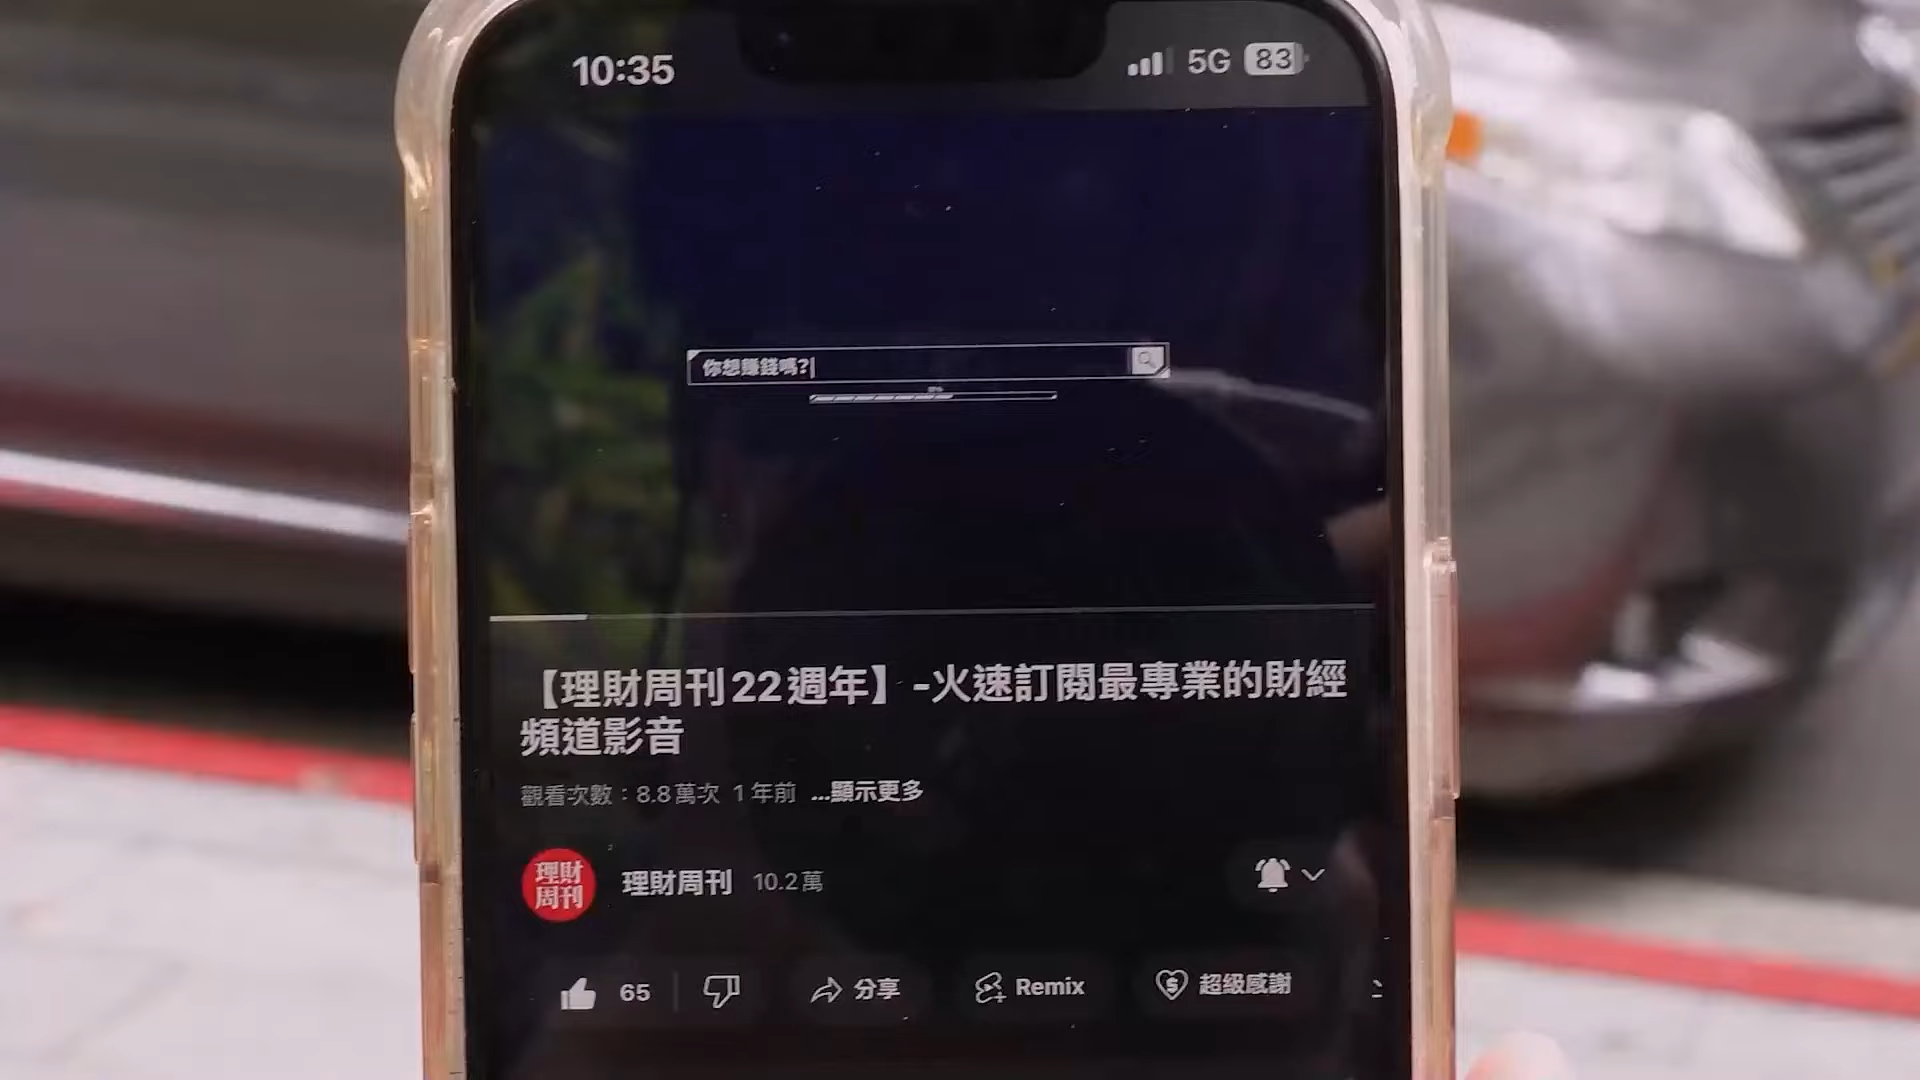 10:35
5G 83
你想賺錢嗎?
【理財周刊22週年】-火速訂閱最專業的財經
頻道影音
觀看次數：8.8萬次 1年前 ...顯示更多
理財
周刊
理財周刊 10.2萬
65 分享 Remix 超級感謝